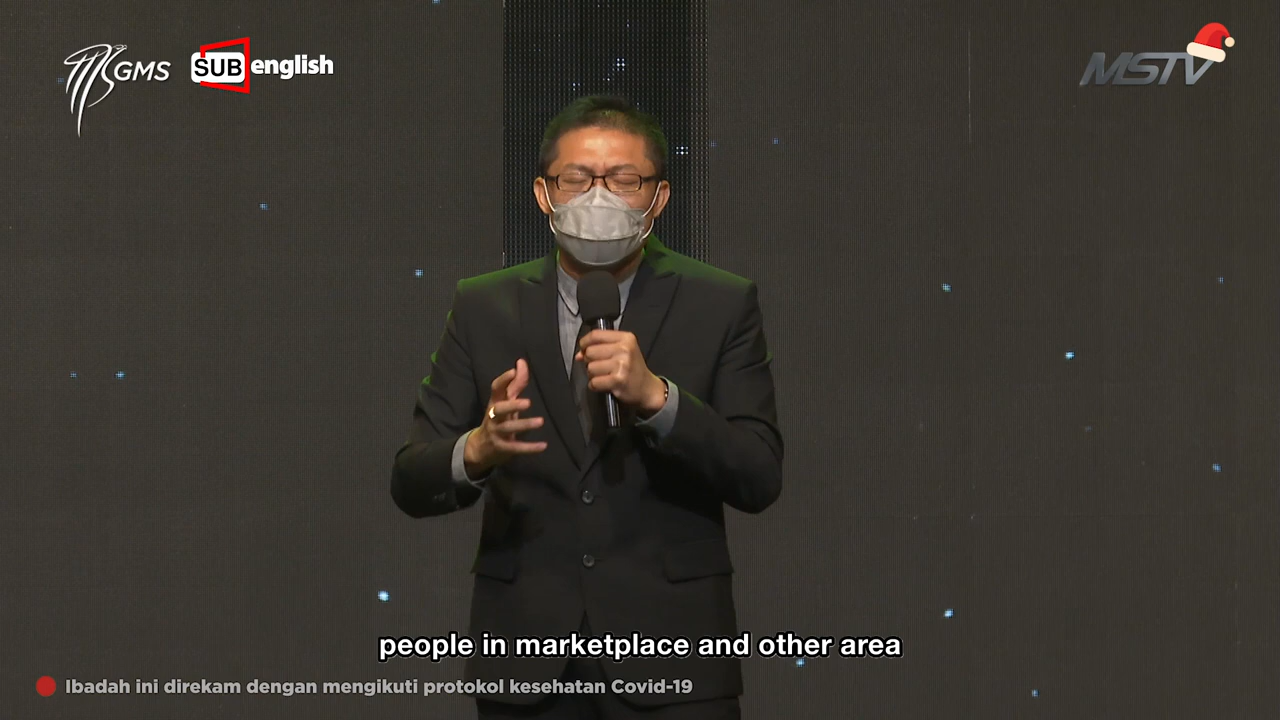 GMS
SUB english
MSTV
people in marketplace and other area
Ibadah ini direkam dengan mengikuti protokol kesehatan Covid-19